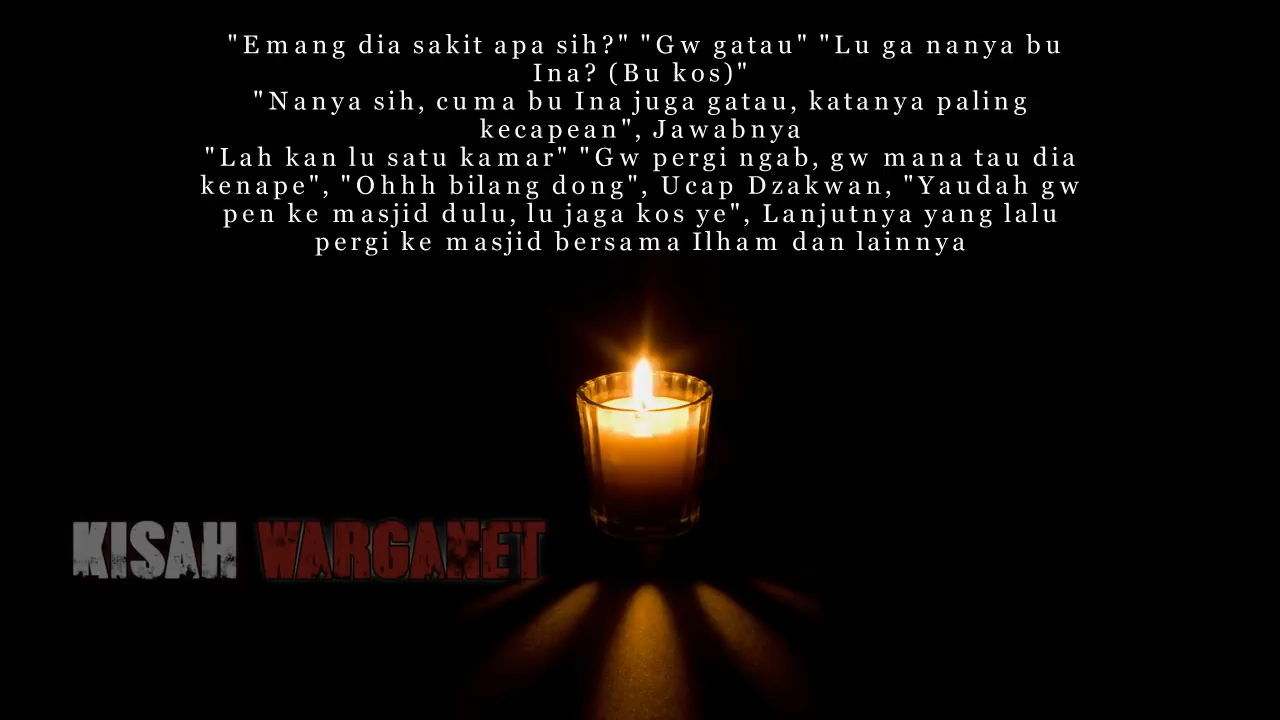 "Emang dia sakit apa sih?" "Gw gatau" "Lu ga nanya bu
Ina? (Bu kos)"
"Nanya sih, cuma bu Ina juga gatau, katanya paling
kecapean", Jawabnya
"Lah kan lu satu kamar" "Gw pergi ngab, gw mana tau dia
kenape", "Ohhh bilang dong", Ucap Dzakwan, "Yaudah gw
pen ke masjid dulu, lu jaga kos ye", Lanjutnya yang lalu
pergi ke masjid bersama Ilham dan lainnya
KISAH WARGANET